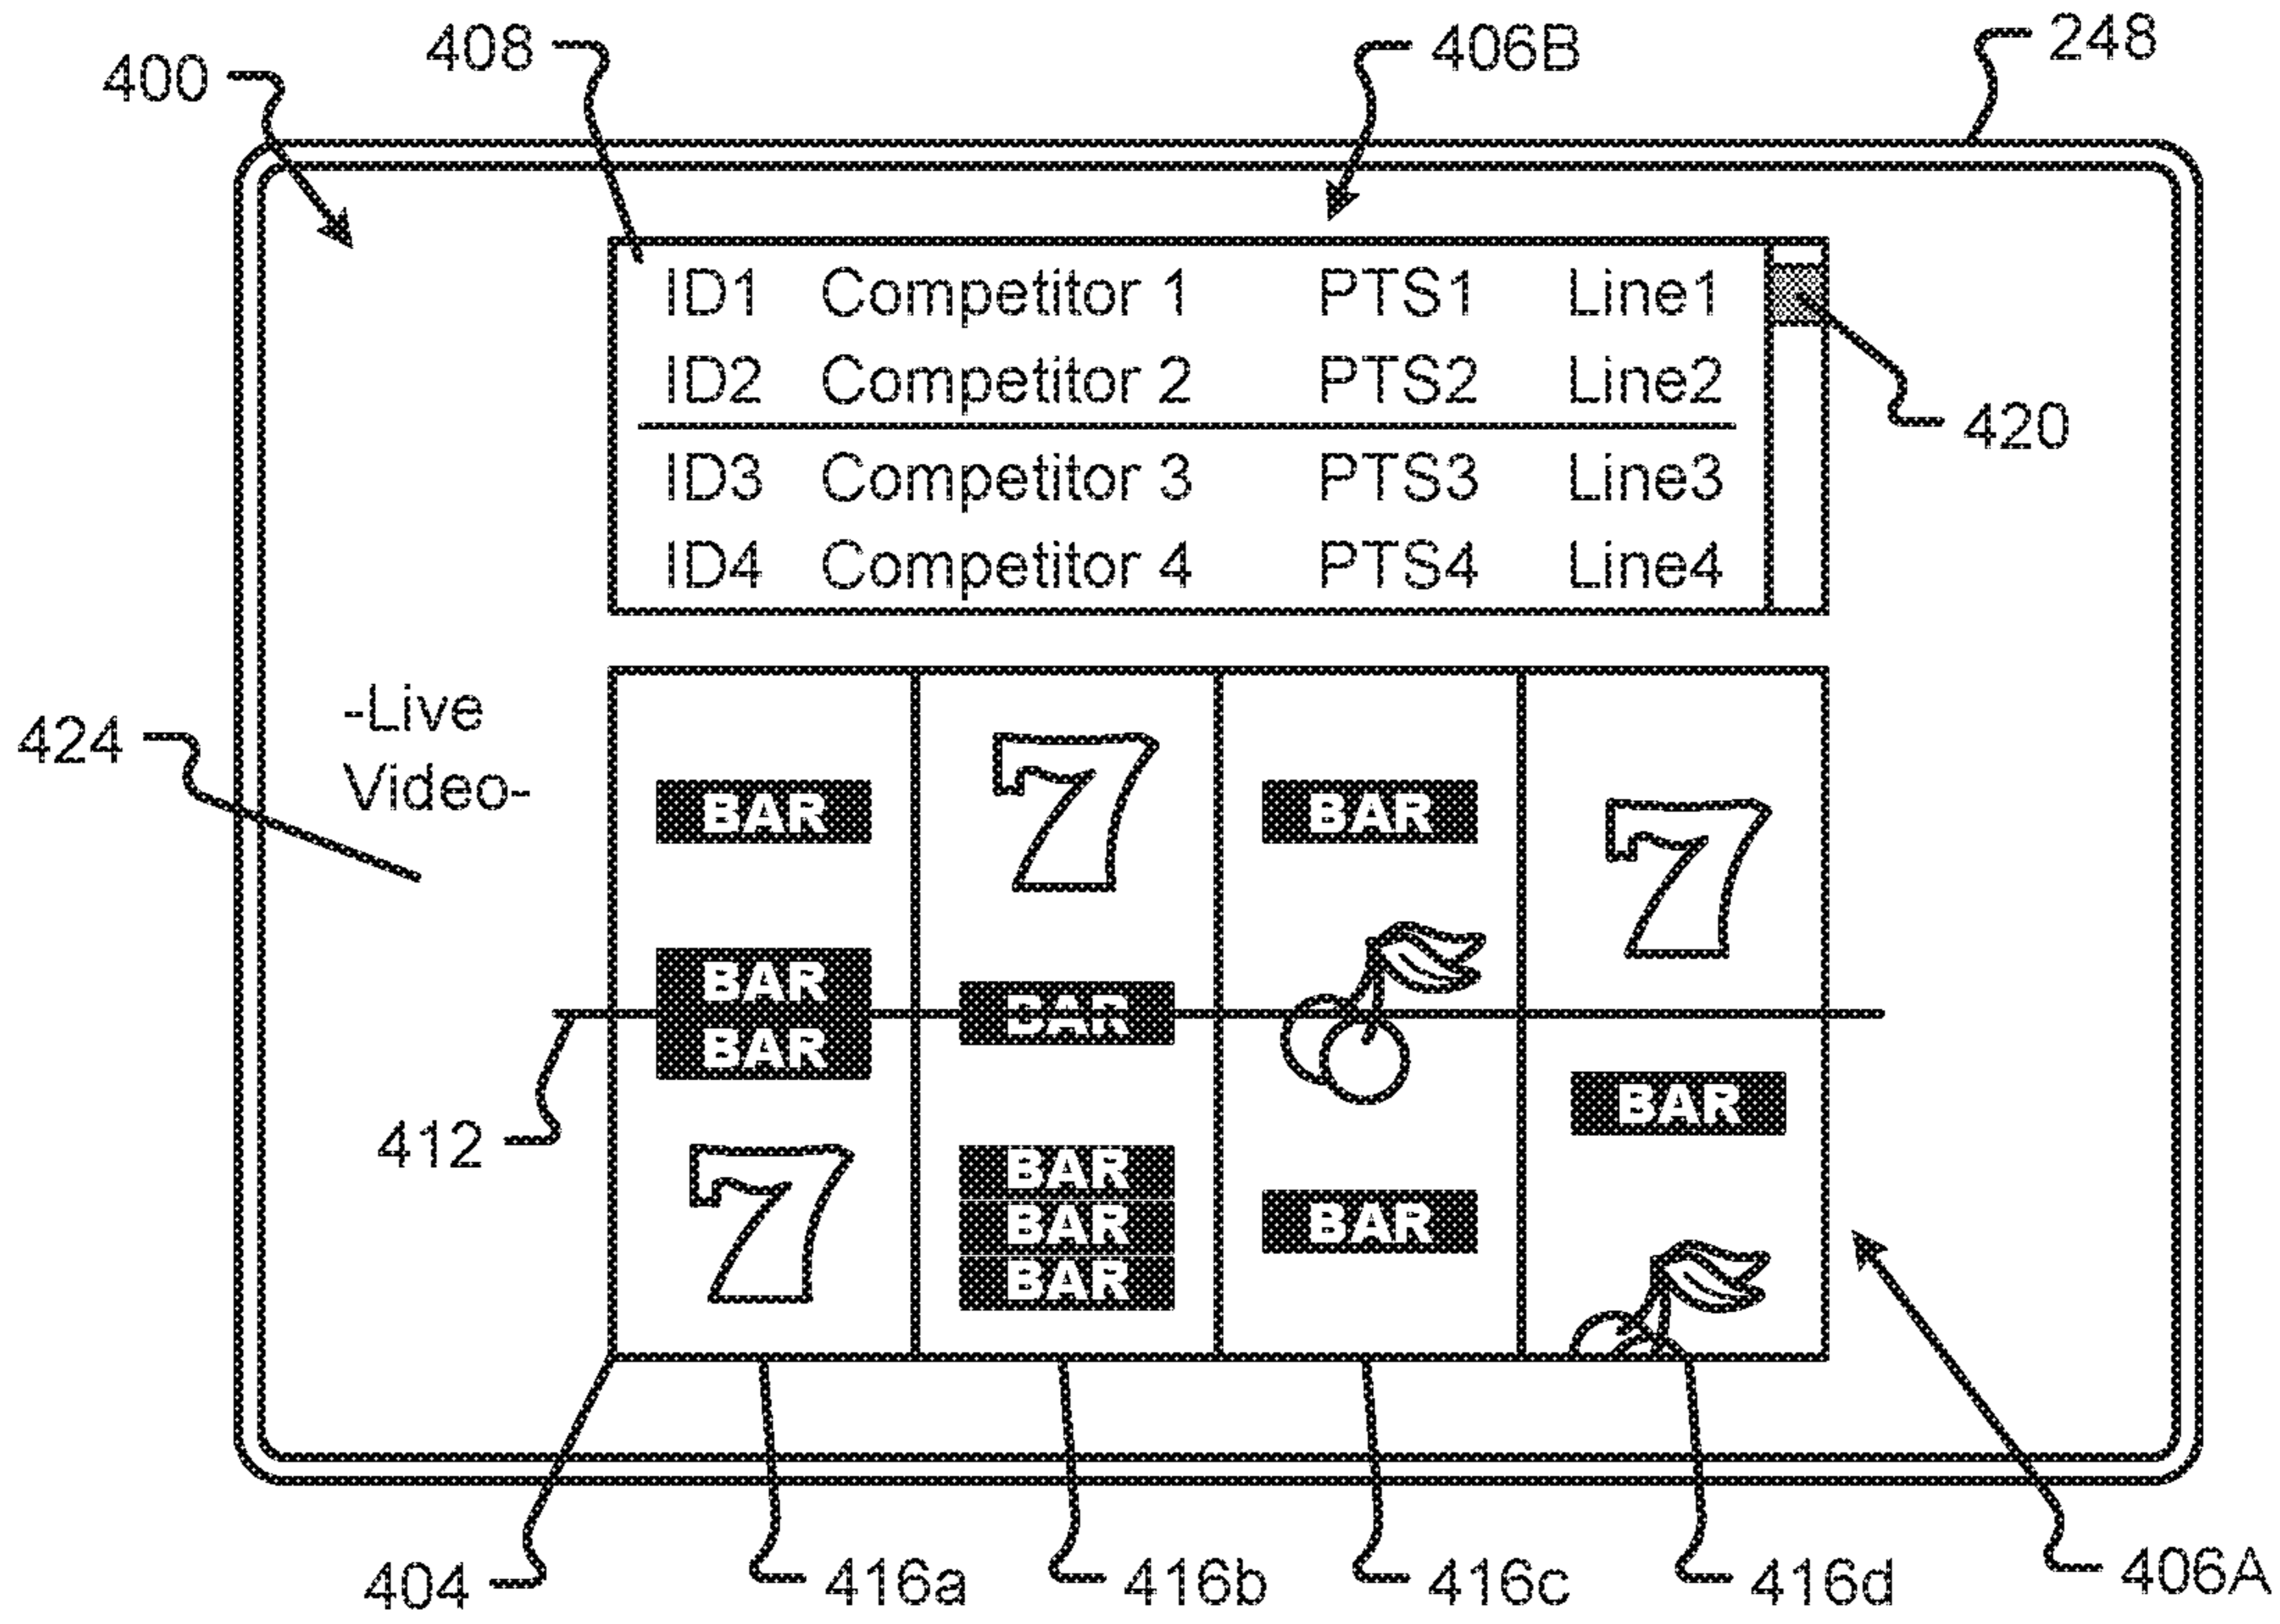 400
408
406B
248
ID1 Competitor 1 PTS1 Line1
ID2 Competitor 2 PTS2 Line2
ID3 Competitor 3 PTS3 Line3
ID4 Competitor 4 PTS4 Line4
420
-Live
Video-
424
BAR
7
BAR
7
BAR
BAR
BAR
412
7
BAR
BAR
BAR
BAR
BAR
404
416a
416b
416c
416d
406A